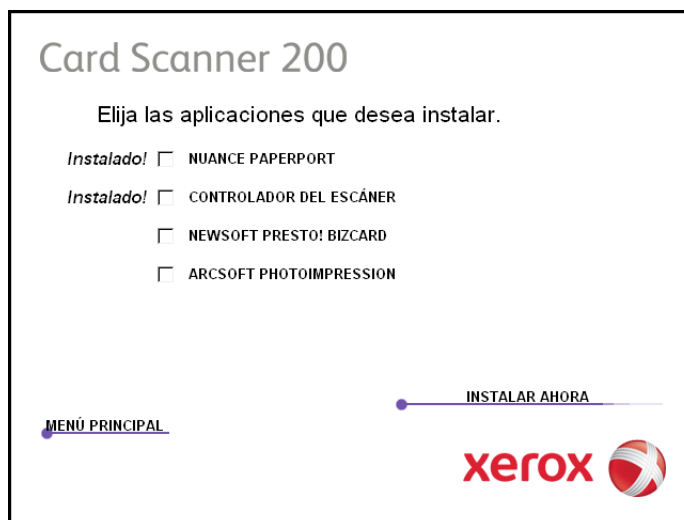 Card Scanner 200
Elija las aplicaciones que desea instalar.
Instalado! NUANCE PAPERPORT
Instalado! CONTROLADOR DEL ESCÁNER
NEWSOFT PRESTO! BIZCARD
ARCSOFT PHOTOIMPRESSION
INSTALAR AHORA
MENÚ PRINCIPAL
xerox